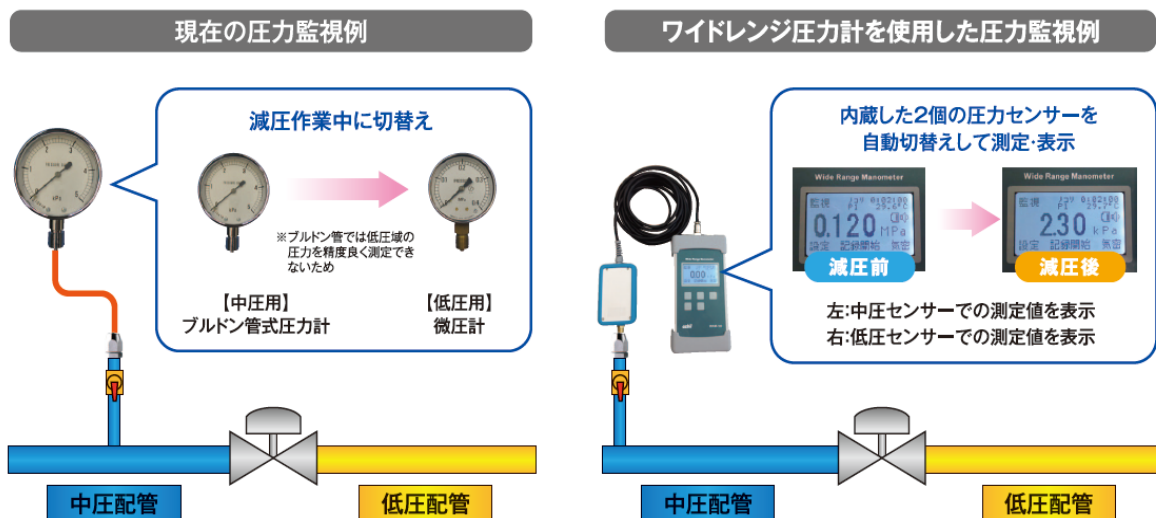 現在の圧力監視例
減圧作業中に切替え
kPa
※ブルドン管では低圧域の
圧力を精度良く測定でき
ないため
【中圧用】
ブルドン管式圧力計
【低圧用】
微圧計
中圧配管
低圧配管
ワイドレンジ圧力計を使用した圧力監視例
内蔵した2個の圧力センサーを
自動切替えして測定・表示
Wide Range Manometer
監視
0.120 MPa
設定 記録開始 気密
減圧前
Wide Range Manometer
監視
2.30 kPa
設定 記録開始 気密
減圧後
左:中圧センサーでの測定値を表示
右:低圧センサーでの測定値を表示
中圧配管
低圧配管